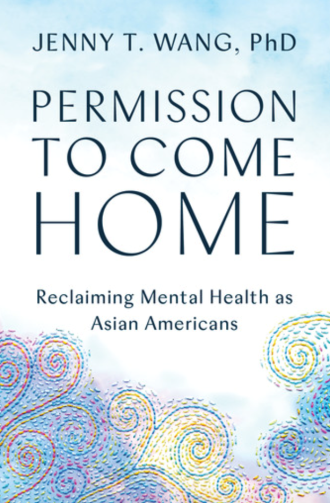 JENNY T. WANG, PhD
PERMISSION
TO COME
HOME
Reclaiming Mental Health as
Asian Americans